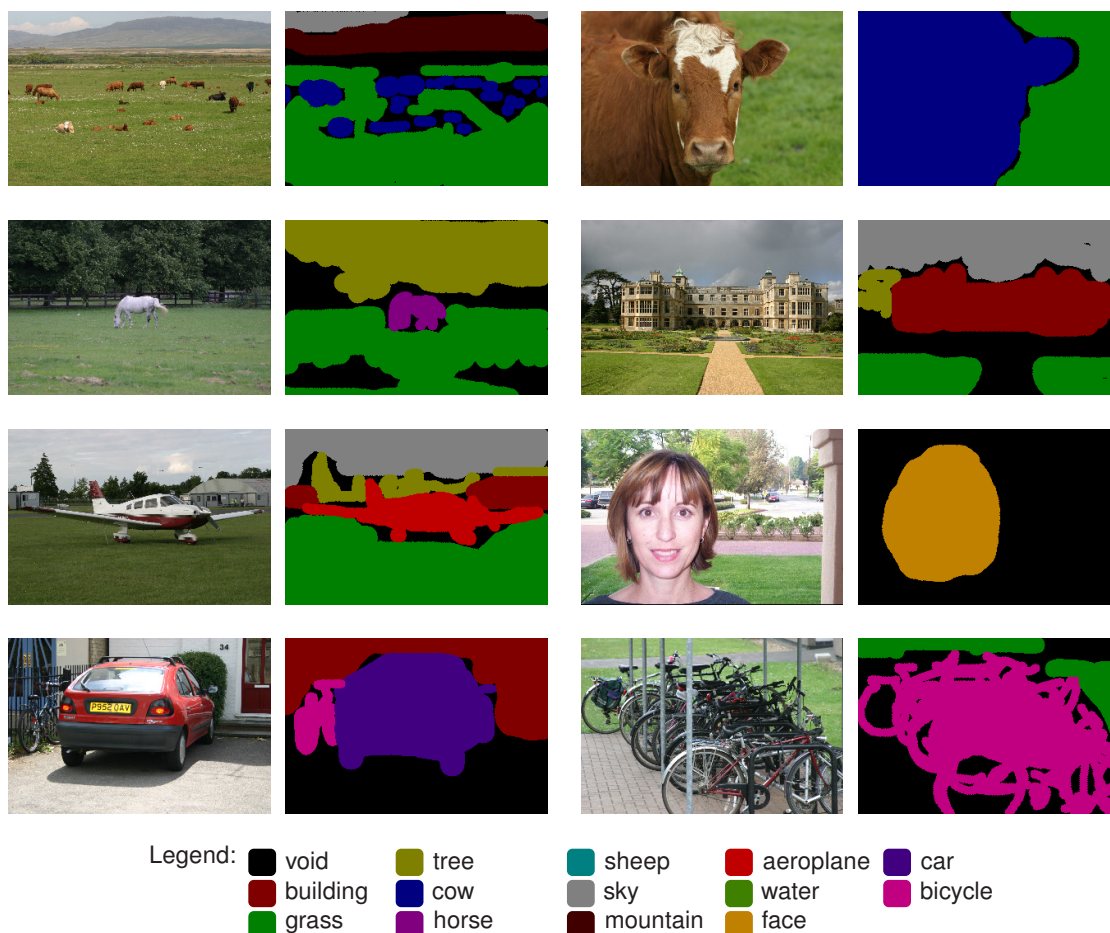 34
P952 OAV
Legend: void tree sheep aeroplane car
building cow sky water bicycle
grass horse mountain face